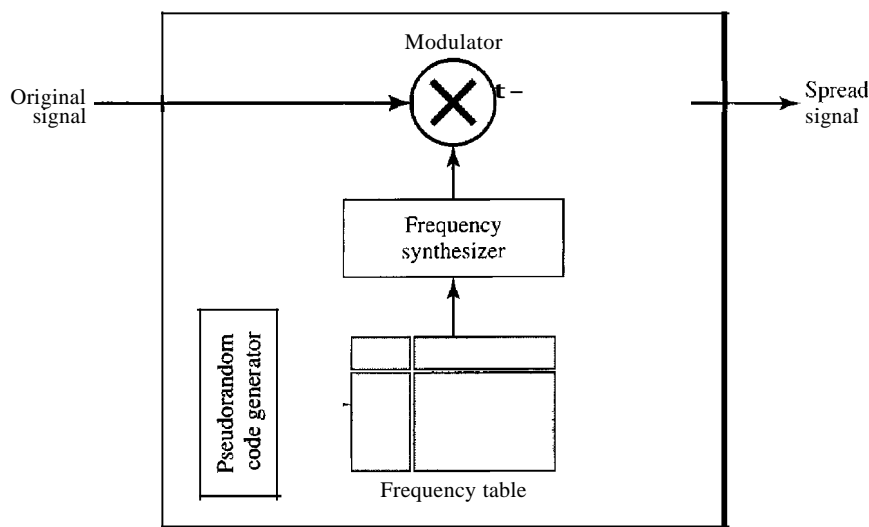 Modulator
Original
signal
t –
Spread
signal
Frequency
synthesizer
Pseudorandom
code generator
Frequency table